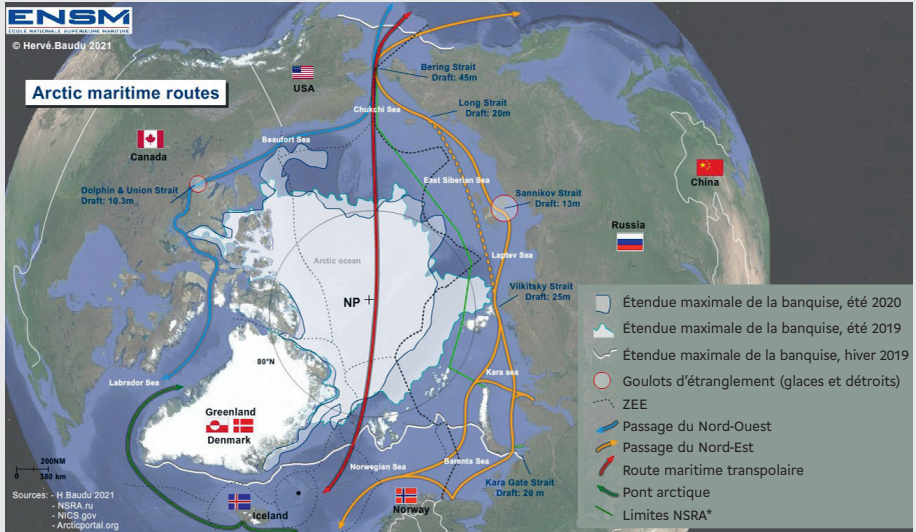 ENSM
ÉCOLE NATIONALE SUPÉRIEURE MARITIME
© Hervé.Baudu 2021
Arctic maritime routes
USA
Canada
Bering Strait
Draft: 45m
Chukchi Sea
Long Strait
Draft: 20m
Beaufort Sea
Dolphin & Union Strait
Draft: 10.3m
East Siberian Sea
Sannikov Strait
Draft: 13m
China
Russia
Arctic ocean
Laptev Sea
NP
Vilkitsky Strait
Draft: 25m
80°N
Labrador Sea
Kara sea
Greenland
Denmark
Norwegian Sea
Barents Sea
Kara Gate Strait
Draft: 20 m
Iceland
Norway
200NM
0
380 km
Sources: - H.Baudu 2021
- NSRA.ru
- NICS.gov
- Arcticportal.org
Étendue maximale de la banquise, été 2020
Étendue maximale de la banquise, été 2019
Étendue maximale de la banquise, hiver 2019
Goulots d'étranglement (glaces et détroits)
ZEE
Passage du Nord-Ouest
Passage du Nord-Est
Route maritime transpolaire
Pont arctique
Limites NSRA*